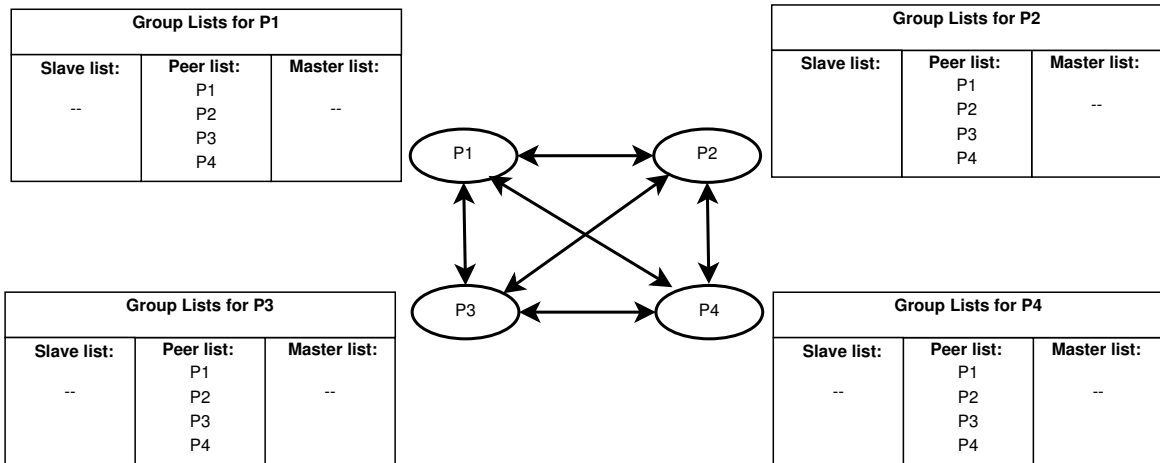 Group Lists for P1
Slave list: Peer list: Master list:
P1
-- --
P2
P3
P4
Group Lists for P2
Slave list: Peer list: Master list:
P1
--
P2
P3
P4
P1 P2
P3 P4
Group Lists for P3
Slave list: Peer list: Master list:
P1
-- P2 --
P3
P4
Group Lists for P4
Slave list: Peer list: Master list:
P1
-- P2 --
P3
P4